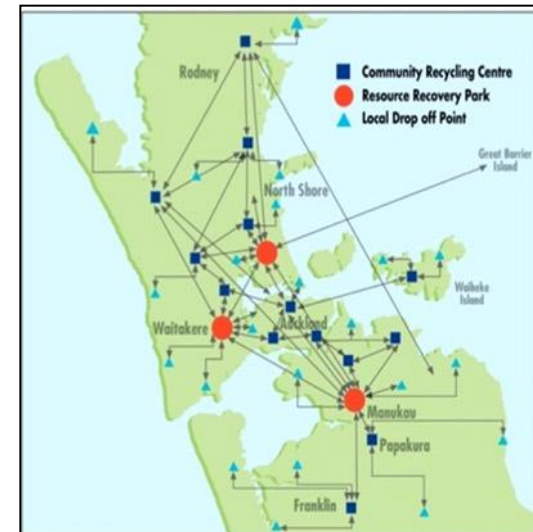 Rodney
Community Recycling Centre
Resource Recovery Park
Local Drop off Point
Great Barrier
Island
North Shore
Waiheke
Island
Waitakere
Auckland
Manukau
Papakura
Franklin